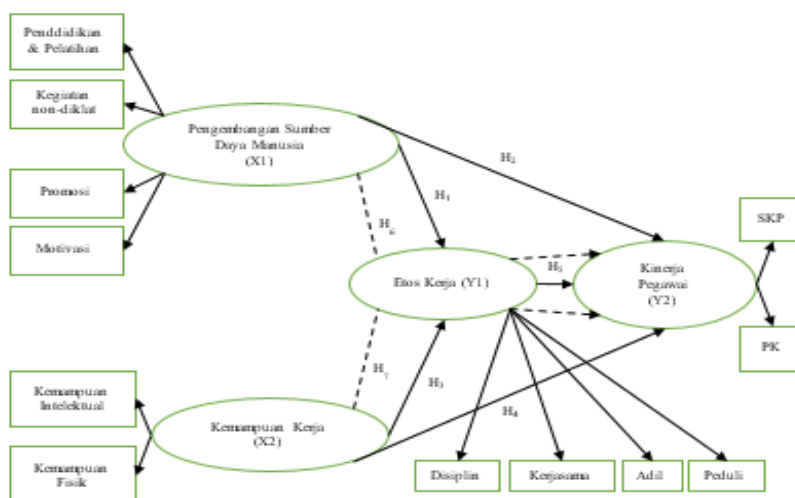 Penddidikan
& Pelatihan
Kegiatan
non-diklat
Promosi
Motivasi
Pengembangan Sumber
Daya Manusia
(X1)
H₂
H₁
H₆
SKP
Etos Kerja (Y1)
H₅
Kinerja
Pegawai
(Y2)
PK
H₇
H₃
H₄
Kemampuan
Intelektual
Kemampuan
Fisik
Kemampuan Kerja
(X2)
Disiplin
Kerjasama
Adil
Peduli